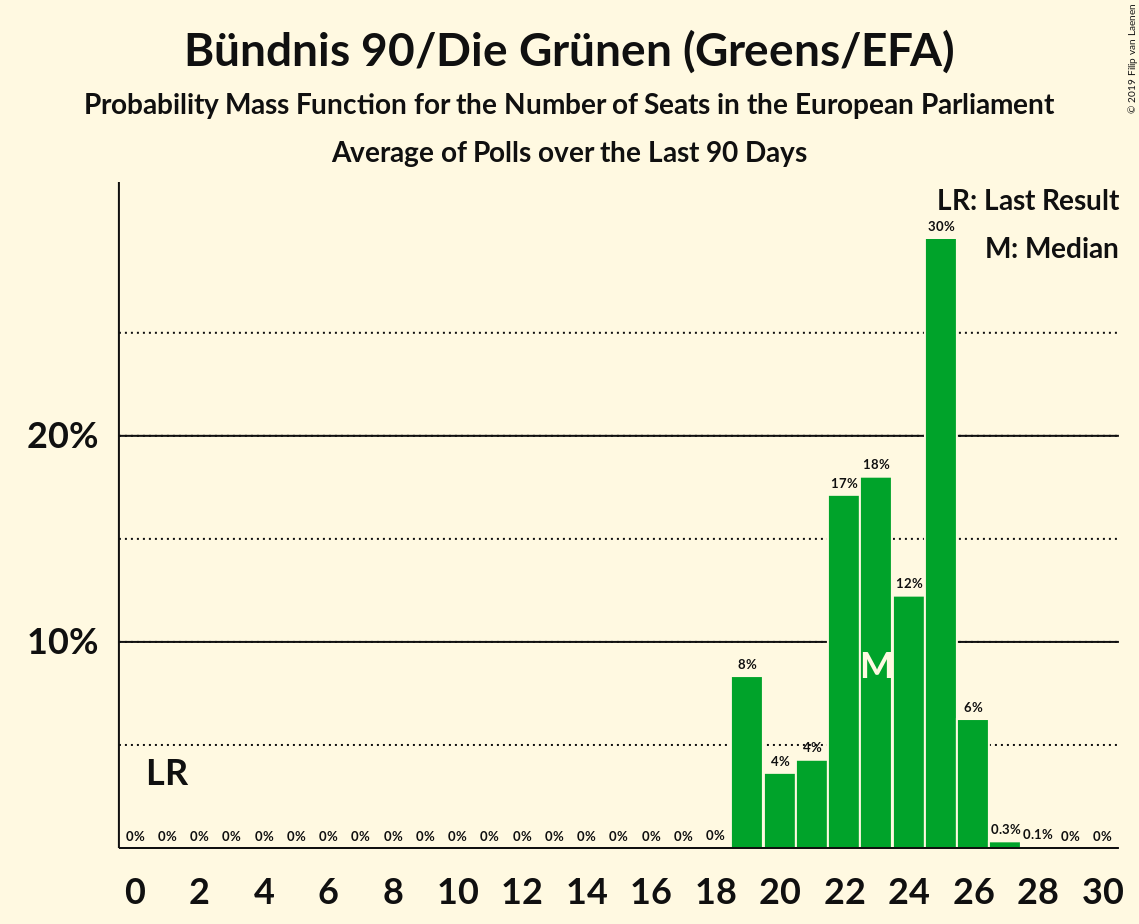 Bündnis 90/Die Grünen (Greens/EFA)
Probability Mass Function for the Number of Seats in the European Parliament
Average of Polls over the Last 90 Days
© 2019 Filip van Laenen
LR: Last Result
M: Median
30%
20%
18%
17%
12%
10%
M
8%
6%
4%
4%
LR
0% 0% 0% 0% 0% 0% 0% 0% 0% 0% 0% 0% 0% 0% 0% 0% 0% 0% 0% 0.3% 0.1% 0% 0%
0 2 4 6 8 10 12 14 16 18 20 22 24 26 28 30